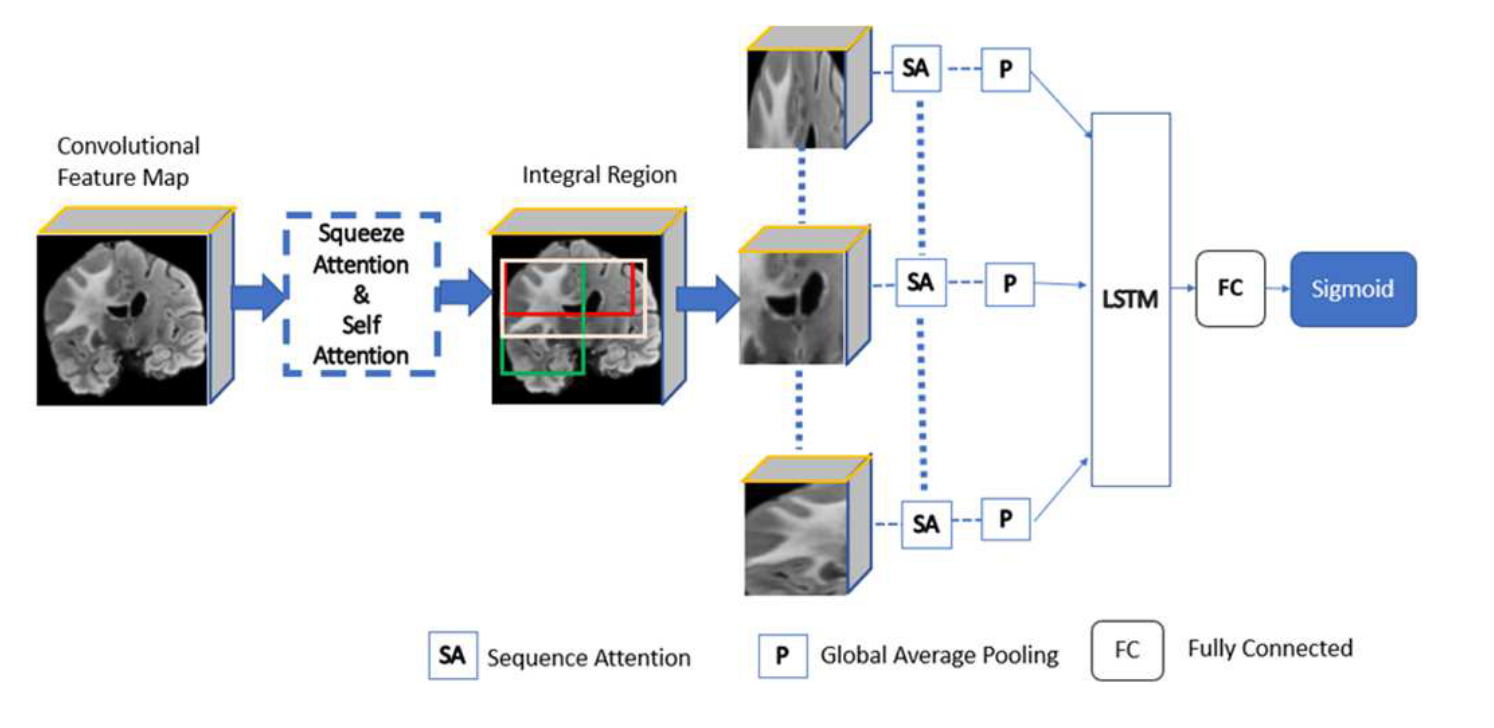 Convolutional
Feature Map
Squeeze
Attention
&
Self
Attention
Integral Region
SA
P
SA
P
SA
P
LSTM
FC
Sigmoid
SA Sequence Attention
P Global Average Pooling
FC Fully Connected